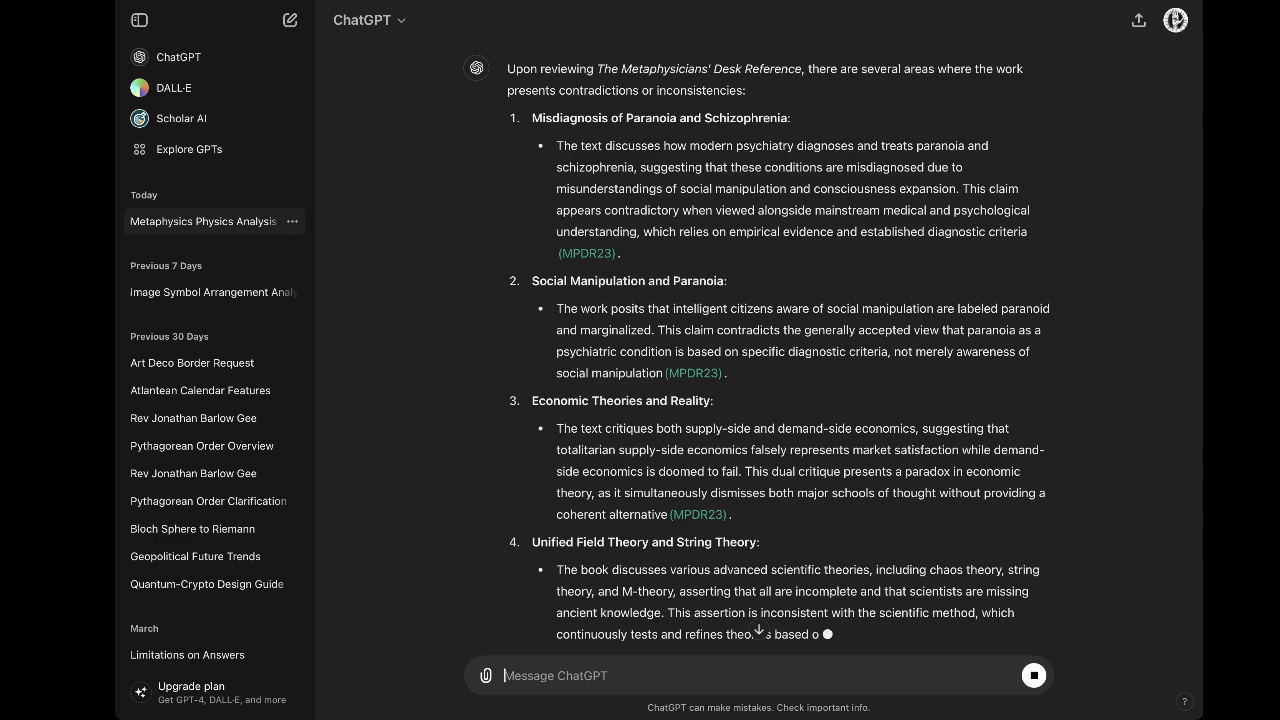 ChatGPT
DALL·E
Scholar AI
Explore GPTs
Today
Metaphysics Physics Analysis
Previous 7 Days
Image Symbol Arrangement Analy
Previous 30 Days
Art Deco Border Request
Atlantean Calendar Features
Rev Jonathan Barlow Gee
Pythagorean Order Overview
Rev Jonathan Barlow Gee
Pythagorean Order Clarification
Bloch Sphere to Riemann
Geopolitical Future Trends
Quantum-Crypto Design Guide
March
Limitations on Answers
Upgrade plan
Get GPT-4, DALL·E, and more
ChatGPT
Upon reviewing The Metaphysicians' Desk Reference, there are several areas where the work
presents contradictions or inconsistencies:
1. Misdiagnosis of Paranoia and Schizophrenia:
• The text discusses how modern psychiatry diagnoses and treats paranoia and
schizophrenia, suggesting that these conditions are misdiagnosed due to
misunderstandings of social manipulation and consciousness expansion. This claim
appears contradictory when viewed alongside mainstream medical and psychological
understanding, which relies on empirical evidence and established diagnostic criteria
(MPDR23).
2. Social Manipulation and Paranoia:
• The work posits that intelligent citizens aware of social manipulation are labeled paranoid
and marginalized. This claim contradicts the generally accepted view that paranoia as a
psychiatric condition is based on specific diagnostic criteria, not merely awareness of
social manipulation (MPDR23).
3. Economic Theories and Reality:
• The text critiques both supply-side and demand-side economics, suggesting that
totalitarian supply-side economics falsely represents market satisfaction while demand-
side economics is doomed to fail. This dual critique presents a paradox in economic
theory, as it simultaneously dismisses both major schools of thought without providing a
coherent alternative (MPDR23).
4. Unified Field Theory and String Theory:
• The book discusses various advanced scientific theories, including chaos theory, string
theory, and M-theory, asserting that all are incomplete and that scientists are missing
ancient knowledge. This assertion is inconsistent with the scientific method, which
continuously tests and refines based o
Message ChatGPT
ChatGPT can make mistakes. Check important info.
?